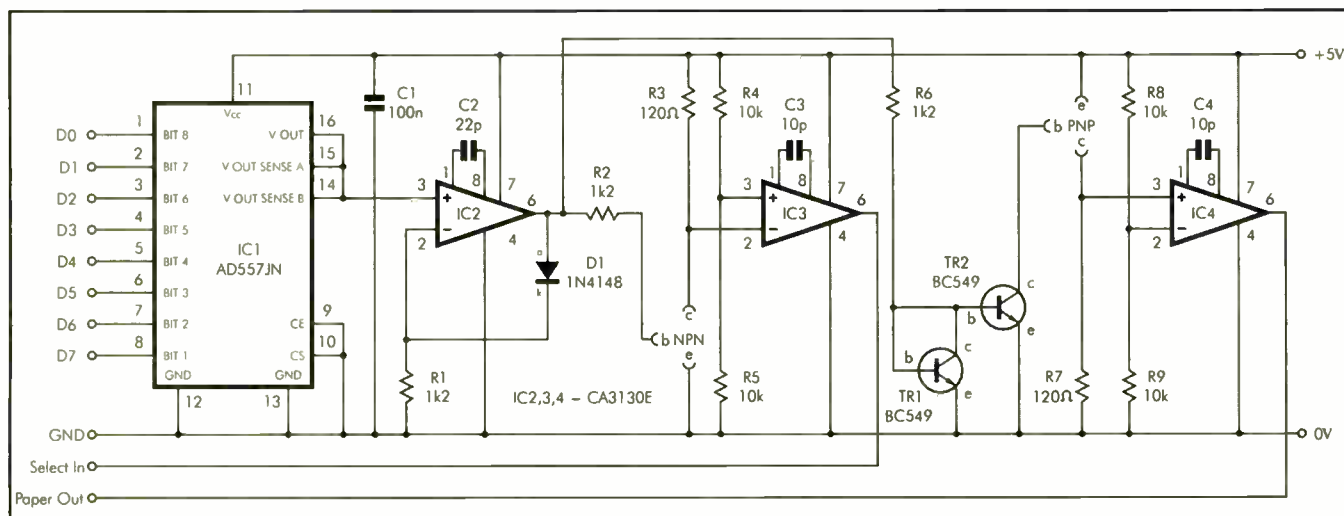 +5V
11
Vcc
D0
1
BIT 8
V OUT
16
D1
2
BIT 7
V OUT SENSE A
15
D2
3
BIT 6
V OUT SENSE B
14
D3
4
BIT 5
D4
5
BIT 4
IC1
AD557JN
D5
6
BIT 3
D6
7
BIT 2
CE
9
D7
8
BIT 1
CS
10
GND
GND
12
13
C1
100n
C2
22p
1
8
7
3
+
6
IC2
2
−
4
R2
1k2
D1
1N4148
a
k
R1
1k2
R3
120Ω
R4
10k
c
b NPN
e
R5
10k
C3
10p
1
8
7
3
+
6
IC3
2
−
4
IC2,3,4 – CA3130E
R6
1k2
TR2
BC549
c
b
e
b
c
TR1
BC549
e
e
b PNP
c
R7
120Ω
R8
10k
R9
10k
C4
10p
1
8
7
3
+
6
IC4
2
−
4
GND
0V
Select In
Paper Out